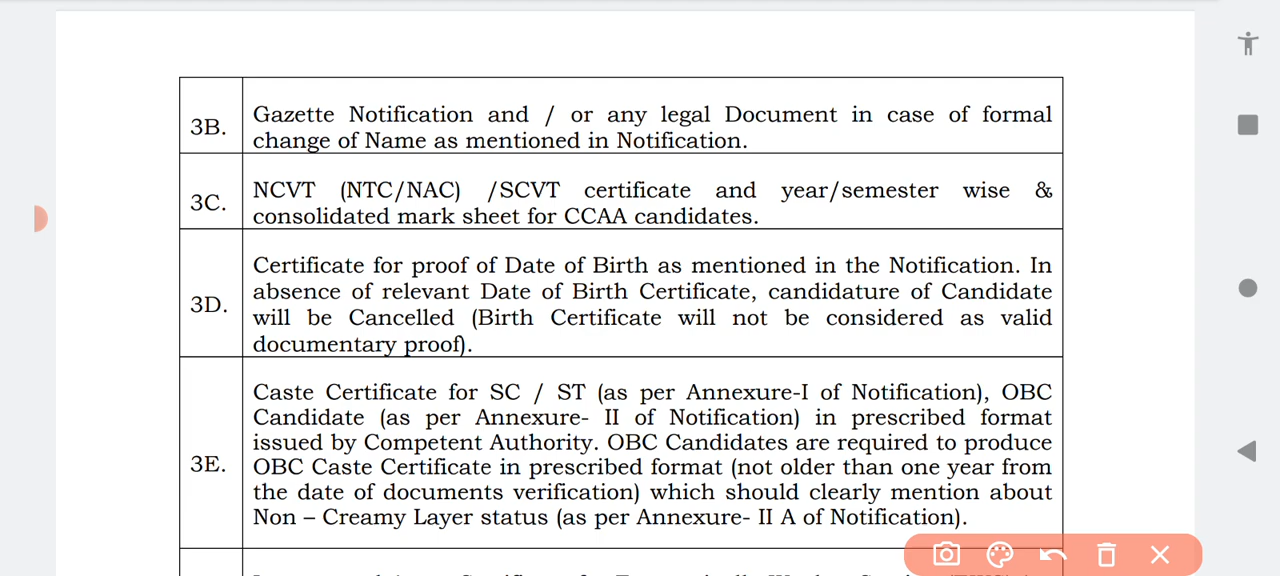 3B.
Gazette Notification and / or any legal Document in case of formal
change of Name as mentioned in Notification.
3C.
NCVT (NTC/NAC) /SCVT certificate and year/semester wise &
consolidated mark sheet for CCAA candidates.
3D.
Certificate for proof of Date of Birth as mentioned in the Notification. In
absence of relevant Date of Birth Certificate, candidature of Candidate
will be Cancelled (Birth Certificate will not be considered as valid
documentary proof).
3E.
Caste Certificate for SC / ST (as per Annexure-I of Notification), OBC
Candidate (as per Annexure- II of Notification) in prescribed format
issued by Competent Authority. OBC Candidates are required to produce
OBC Caste Certificate in prescribed format (not older than one year from
the date of documents verification) which should clearly mention about
Non – Creamy Layer status (as per Annexure- II A of Notification).